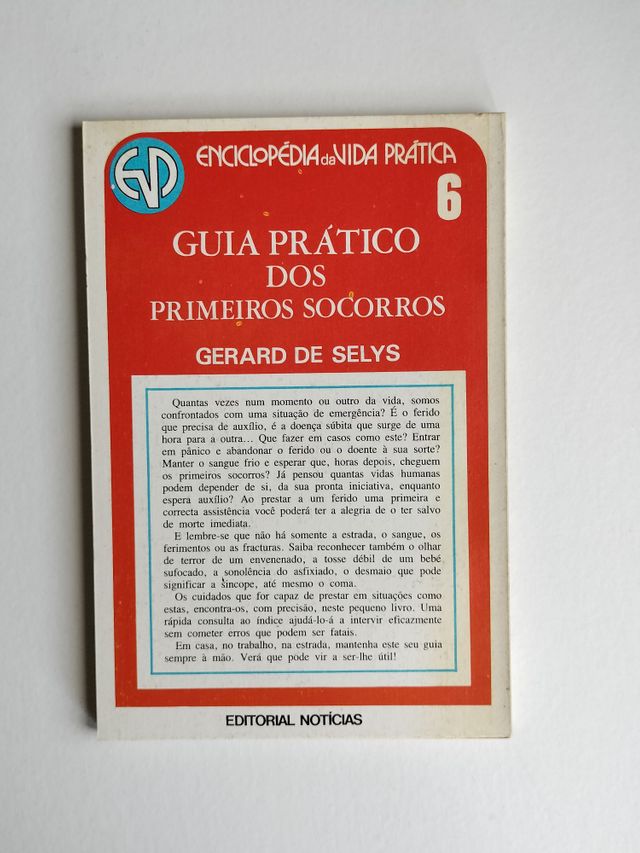 EVP
ENCICLOPÉDIA da VIDA PRÁTICA
6
GUIA PRÁTICO
DOS
PRIMEIROS SOCORROS
GERARD DE SELYS
Quantas vezes num momento ou outro da vida, somos
confrontados com uma situação de emergência? É o ferido
que precisa de auxílio, é a doença súbita que surge de uma
hora para a outra... Que fazer em casos como este? Entrar
em pânico e abandonar o ferido ou o doente à sua sorte?
Manter o sangue frio e esperar que, horas depois, cheguem
os primeiros socorros? Já pensou quantas vidas humanas
podem depender de si, da sua pronta iniciativa, enquanto
espera auxílio? Ao prestar a um ferido uma primeira e
correcta assistência você poderá ter a alegria de o ter salvo
de morte imediata.
E lembre-se que não há somente a estrada, o sangue, os
ferimentos ou as fracturas. Saiba reconhecer também o olhar
de terror de um envenenado, a tosse débil de um bebé
sufocado, a sonolência do asfixiado, o desmaio que pode
significar a síncope, até mesmo o coma.
Os cuidados que for capaz de prestar em situações como
estas, encontra-os, com precisão, neste pequeno livro. Uma
rápida consulta ao índice ajudá-lo-á a intervir eficazmente
sem cometer erros que podem ser fatais.
Em casa, no trabalho, na estrada, mantenha este seu guia
sempre à mão. Verá que pode vir a ser-lhe útil!
EDITORIAL NOTÍCIAS